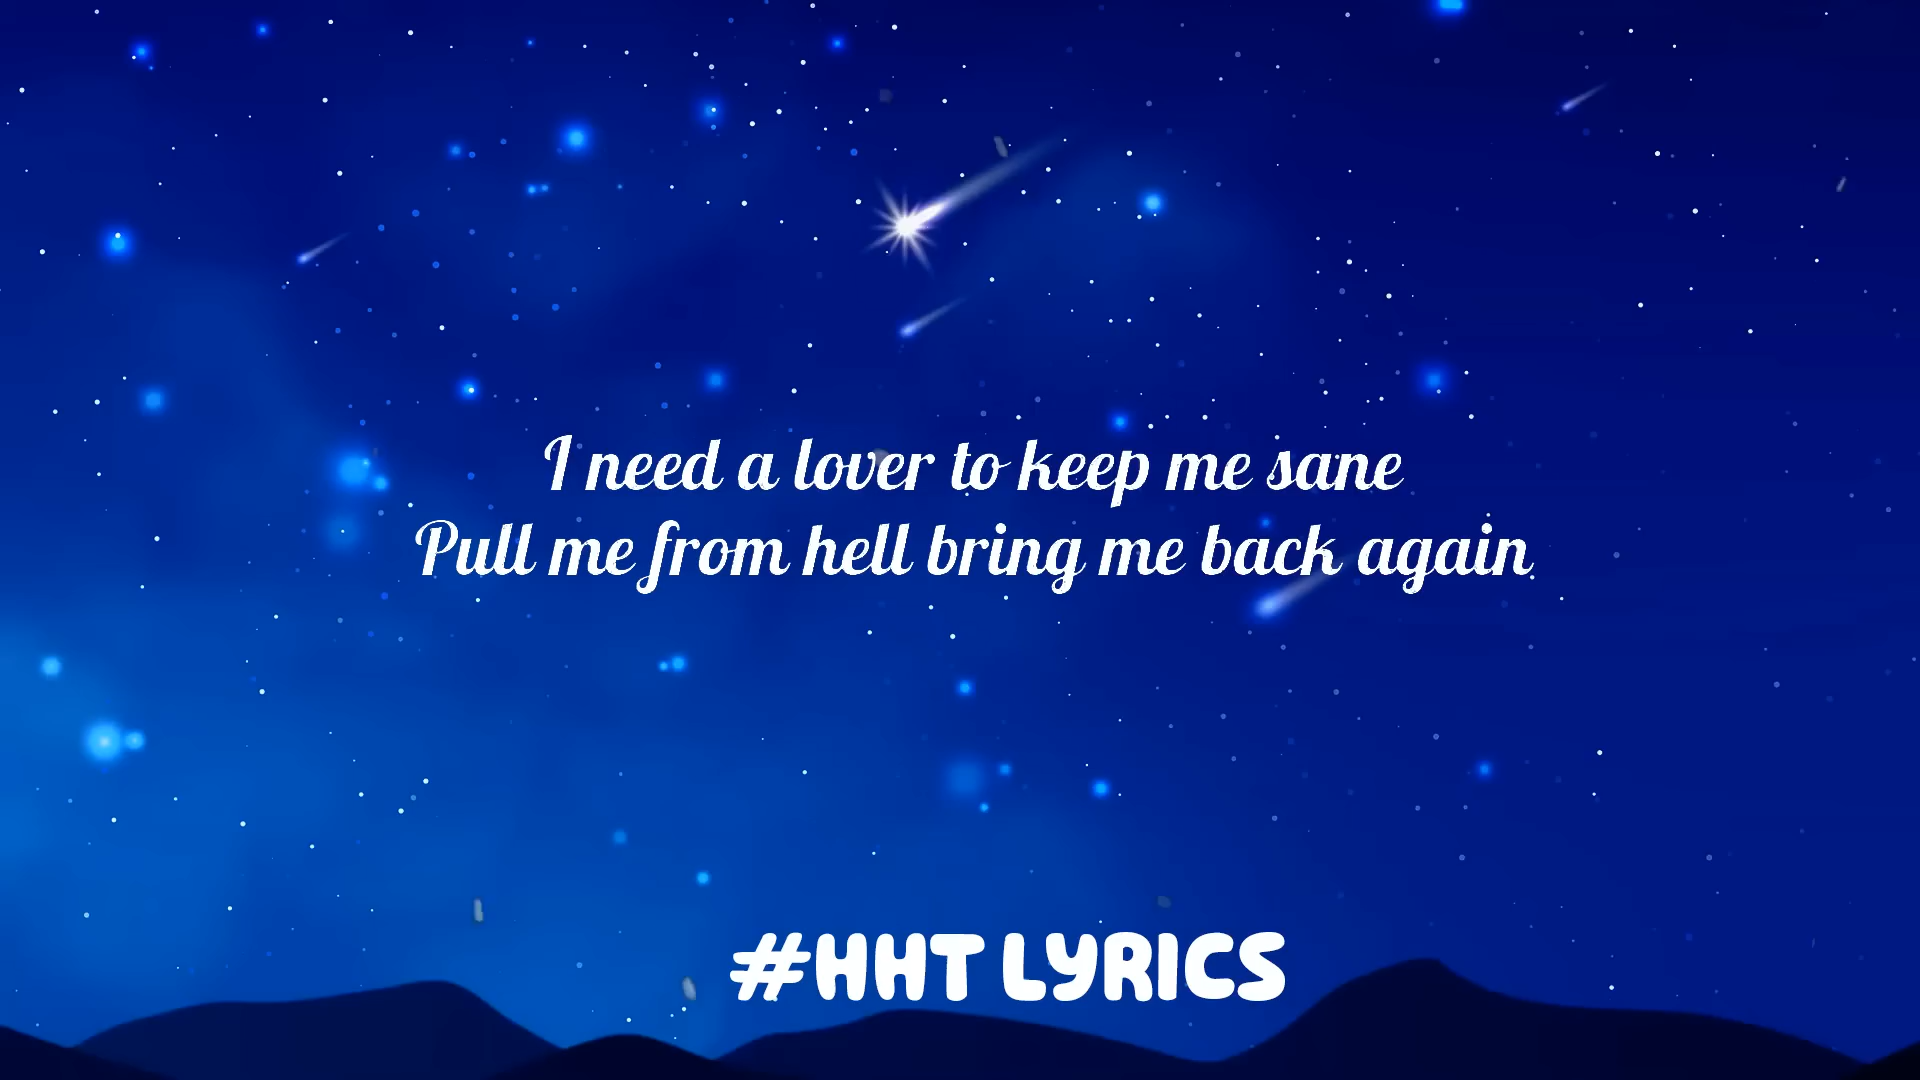 I need a lover to keep me sane
Pull me from hell bring me back again
#HHT LYRICS